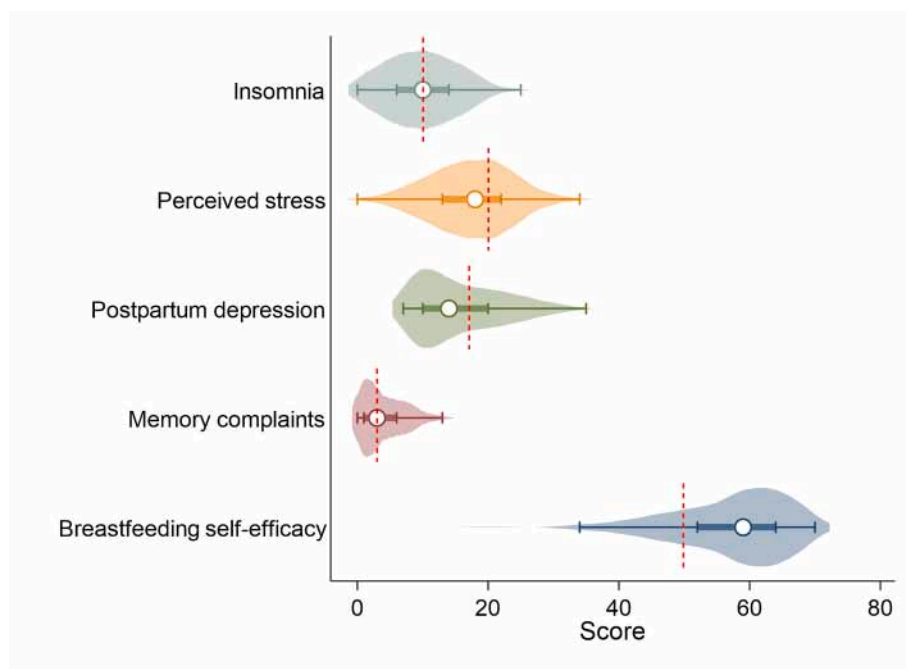 Insomnia
Perceived stress
Postpartum depression
Memory complaints
Breastfeeding self-efficacy
0 20 40 60 80
Score